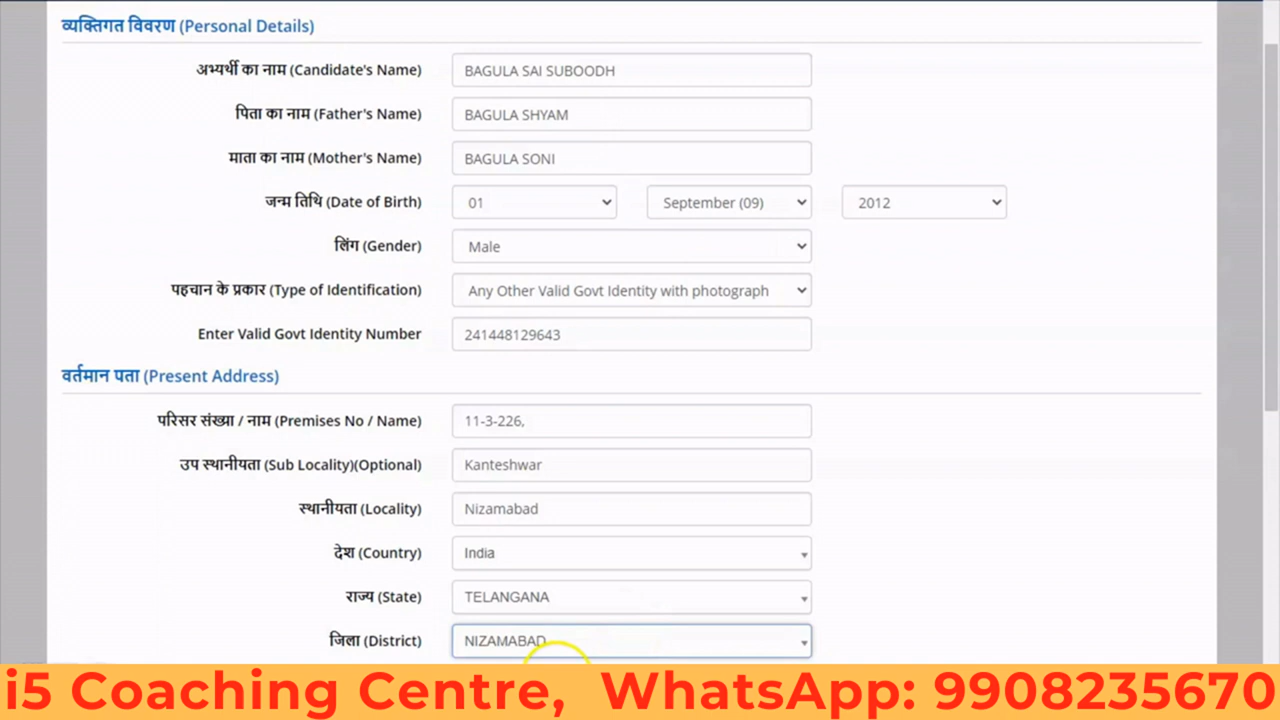 व्यक्तिगत विवरण (Personal Details)
अभ्यर्थी का नाम (Candidate's Name) BAGULA SAI SUBOODH
पिता का नाम (Father's Name) BAGULA SHYAM
माता का नाम (Mother's Name) BAGULA SONI
जन्म तिथि (Date of Birth) 01 September (09) 2012
लिंग (Gender) Male
पहचान के प्रकार (Type of Identification) Any Other Valid Govt Identity with photograph
Enter Valid Govt Identity Number 241448129643
वर्तमान पता (Present Address)
परिसर संख्या / नाम (Premises No / Name) 11-3-226,
उप स्थानीयता (Sub Locality)(Optional) Kanteshwar
स्थानीयता (Locality) Nizamabad
देश (Country) India
राज्य (State) TELANGANA
जिला (District) NIZAMABAD
i5 Coaching Centre, WhatsApp: 9908235670